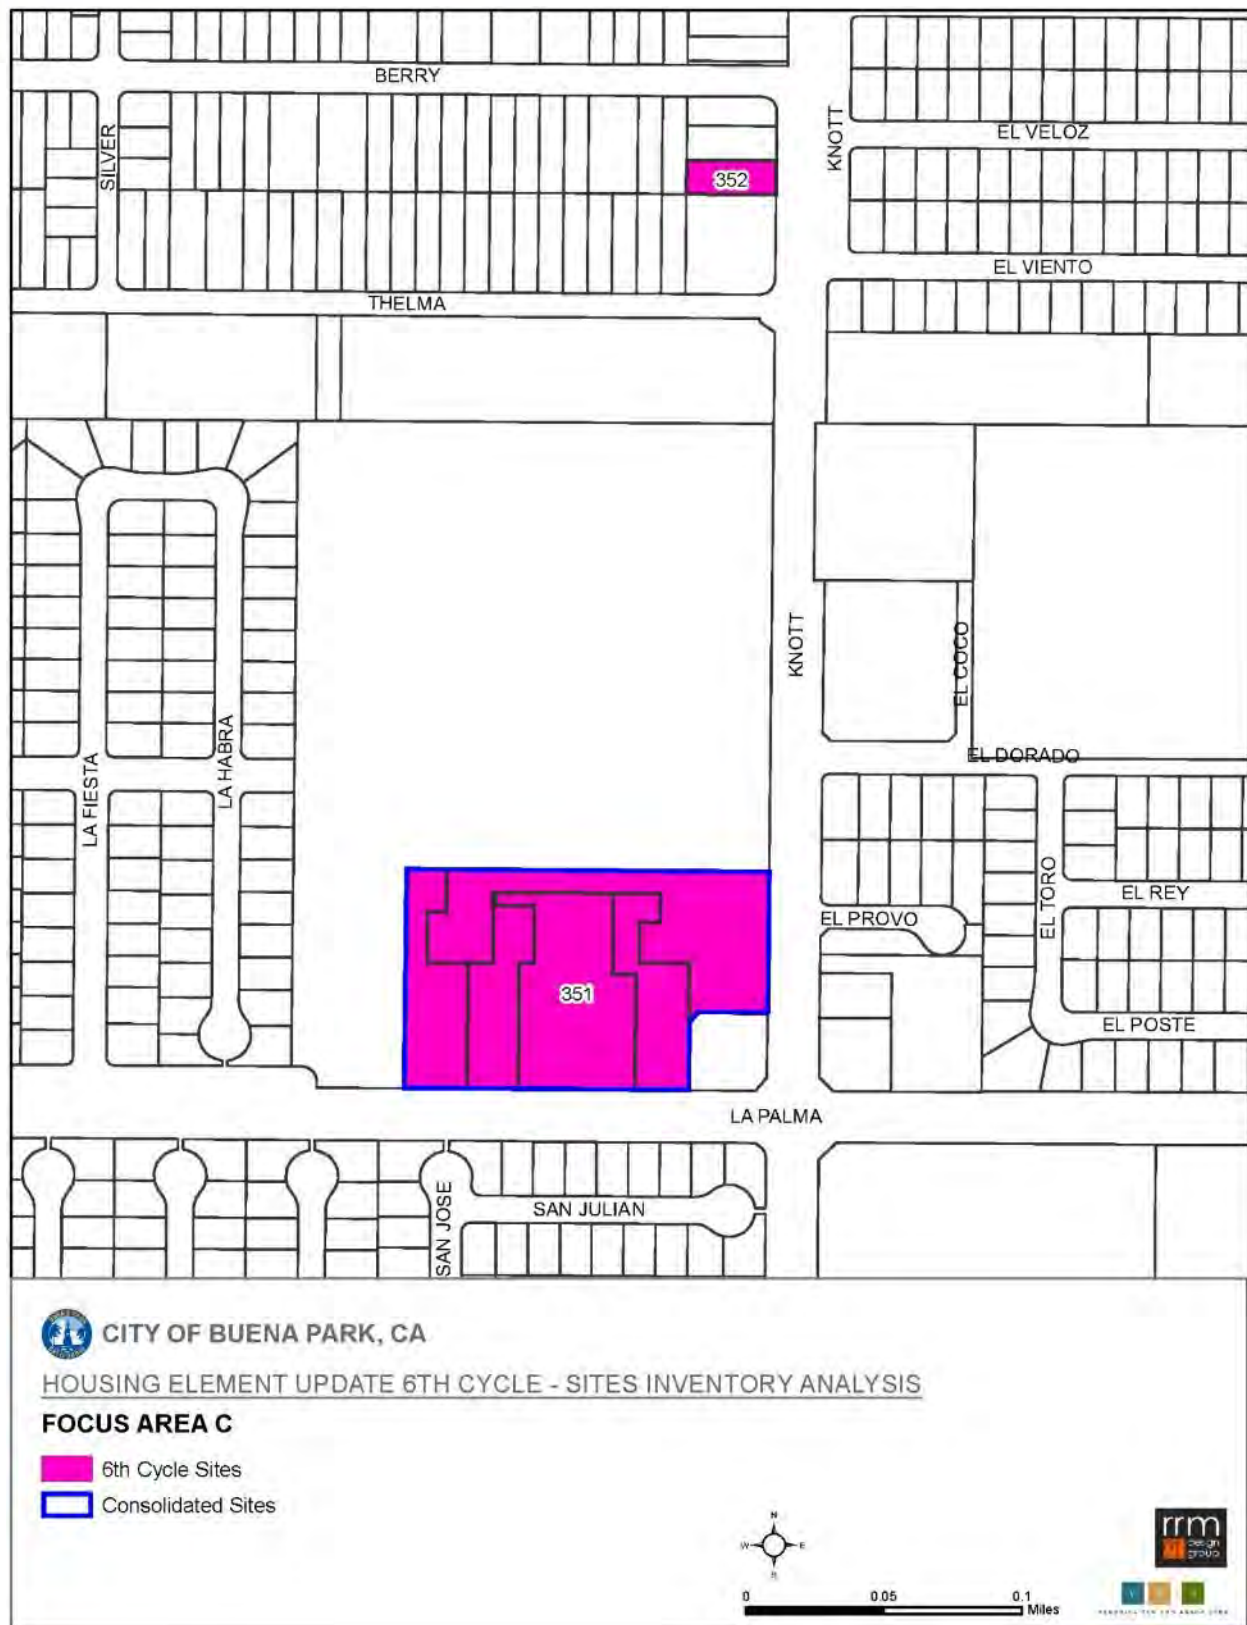 BERRY
KNOTT
EL VELOZ
SILVER
352
EL VIENTO
THELMA
KNOTT
EL COCO
LA HABRA
EL DORADO
LA FIESTA
EL TORO
EL REY
EL PROVO
351
EL POSTE
LA PALMA
SAN JOSE
SAN JULIAN
CITY OF BUENA PARK, CA
HOUSING ELEMENT UPDATE 6TH CYCLE - SITES INVENTORY ANALYSIS
FOCUS AREA C
6th Cycle Sites
Consolidated Sites
N
W E
S
rrm
design
group
0 0.05 0.1
Miles